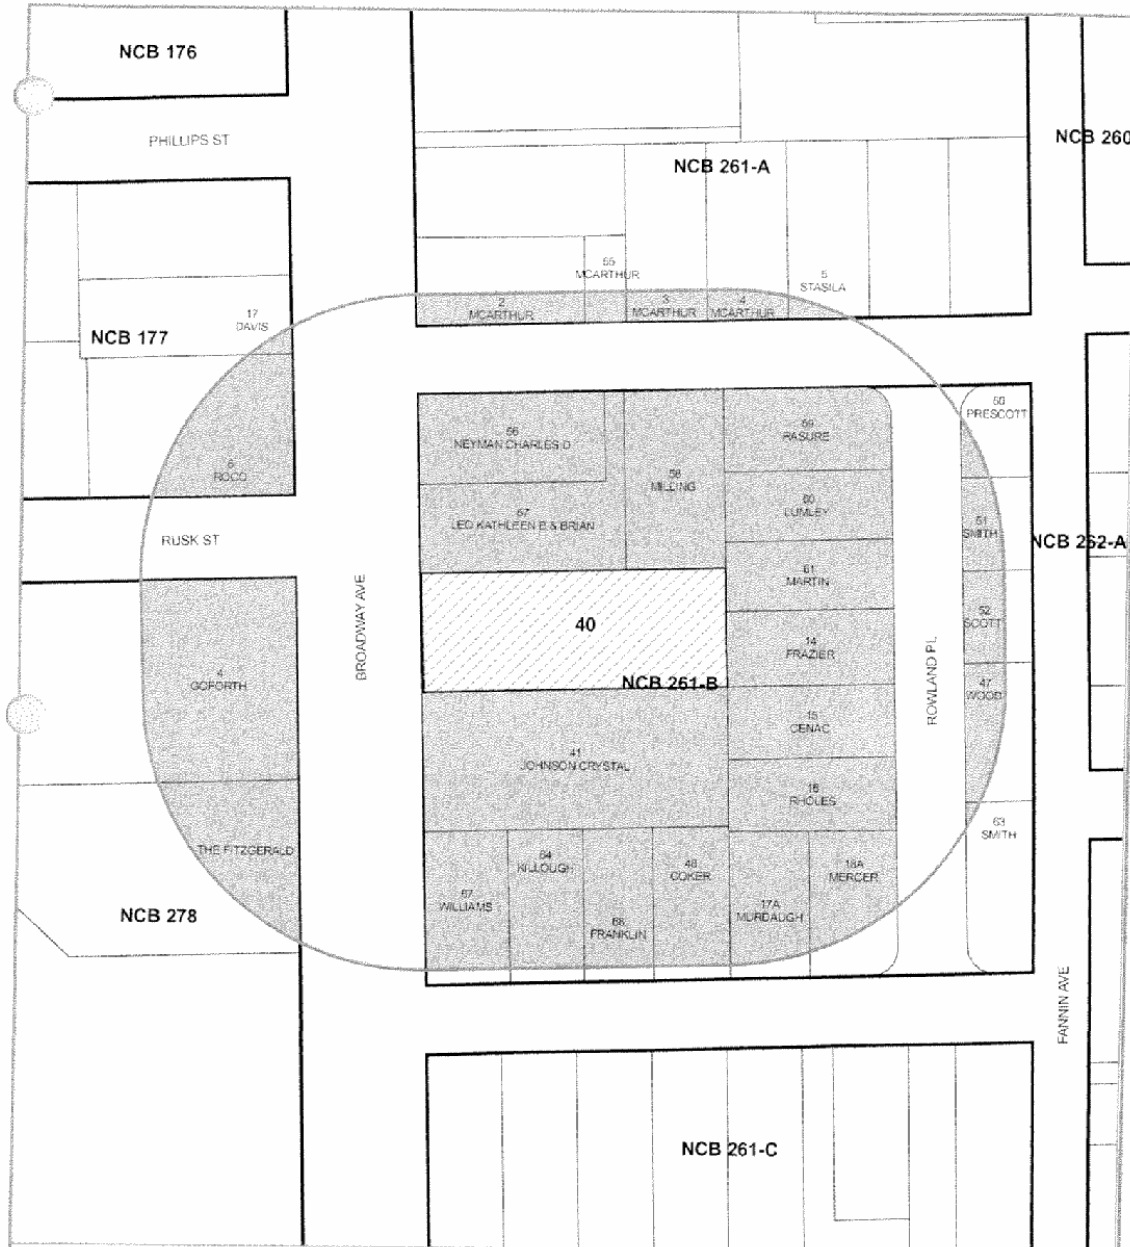 NCB 176
PHILLIPS ST
NCB 260
NCB 261-A
55
MCARTHUR
5
STASILA
2
MCARTHUR
3
MCARTHUR
4
MCARTHUR
17
DAVIS
NCB 177
6
ROCO
RUSK ST
56
NEYMAN CHARLES D
57
LEO KATHLEEN E & BRIAN
58
MILLING
59
RASURE
60
LUMLEY
61
MARTIN
14
FRAZIER
50
PRESCOTT
51
SMITH
NCB 262-A
52
SCOTT
47
WOOD
40
NCB 261-B
BROADWAY AVE
ROWLAND PL
4
GOFORTH
41
JOHNSON CRYSTAL
15
CENAC
16
RHOLES
63
SMITH
THE FITZGERALD
NCB 278
67
WILLIAMS
64
KILLOUGH
66
FRANKLIN
48
COKER
17A
MURDAUGH
18A
MERCER
FANNIN AVE
NCB 261-C